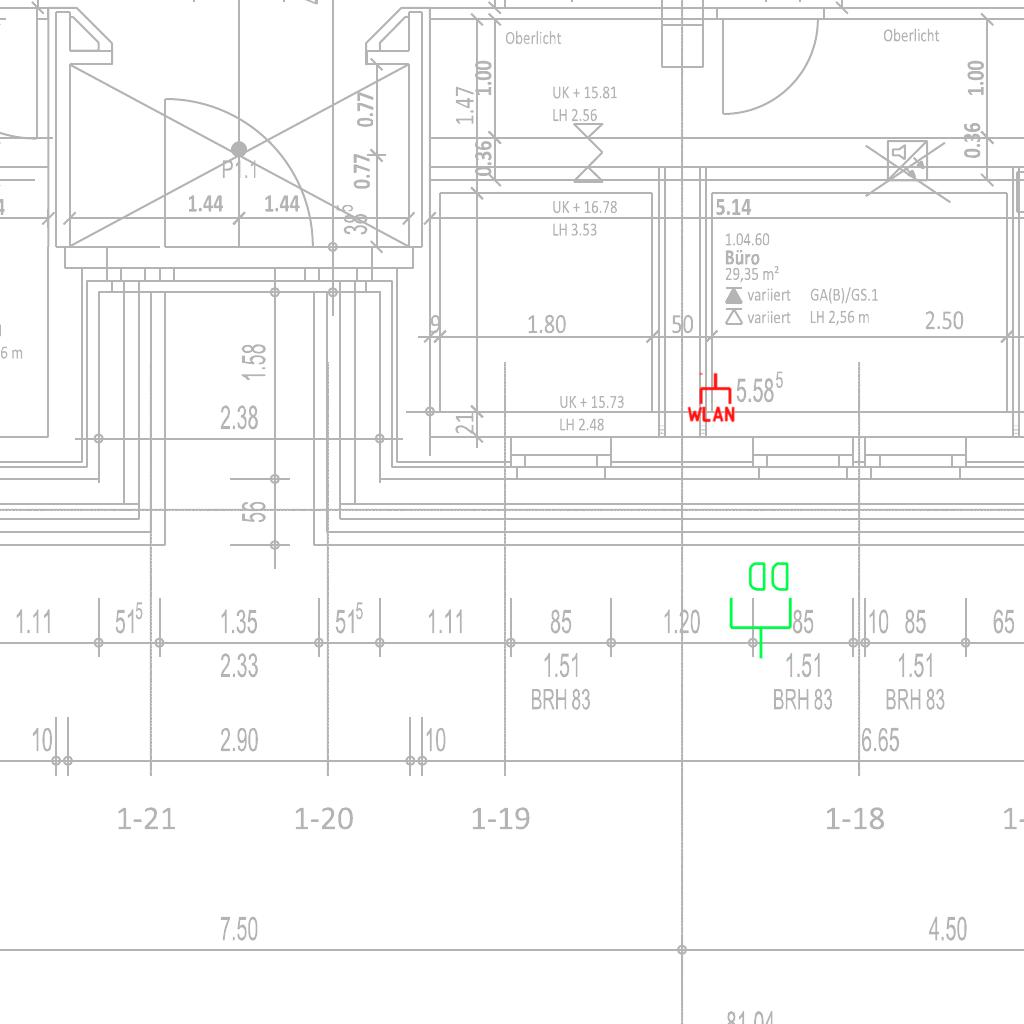 Oberlicht
Oberlicht
1.00
1.00
1.47
UK + 15.81
LH 2.56
0.77
0.77
0.36
0.36
P1.1
1.44
1.44
38⁵
UK + 16.78
LH 3.53
5.14
1.04.60
Büro
29,35 m²
variiert GA(B)/GS.1
variiert LH 2,56 m
9
1.80
50
2.50
6 m
1.58
2.38
UK + 15.73
LH 2.48
21
5.58⁵
WLAN
56
1.11
51⁵
1.35
51⁵
1.11
85
1.20
85
10
85
65
2.33
1.51
1.51
1.51
BRH 83
BRH 83
BRH 83
10
2.90
10
6.65
1-21
1-20
1-19
1-18
7.50
4.50
81.04